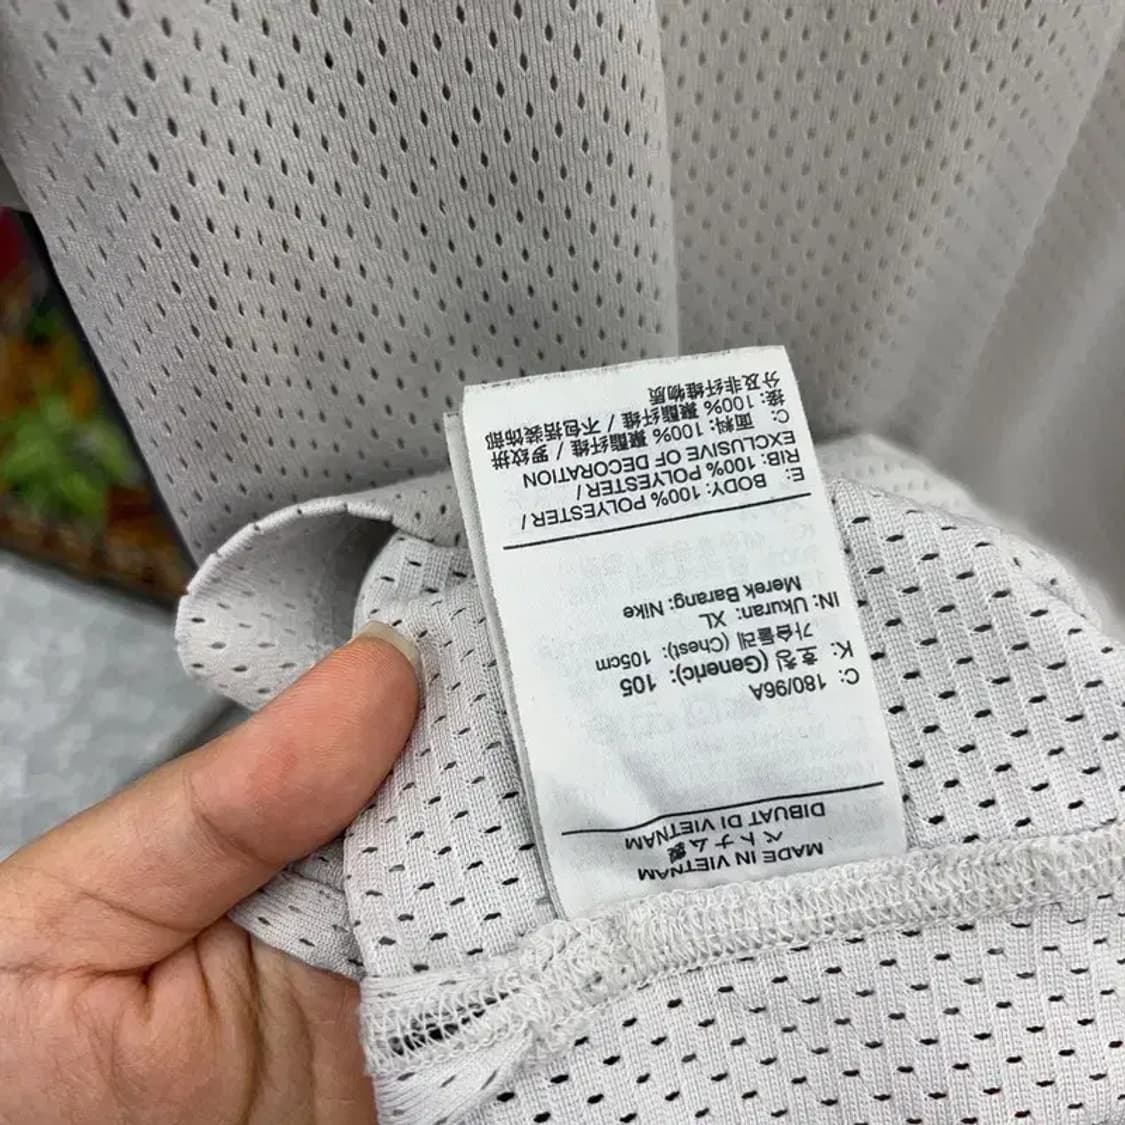 MADE IN VIETNAM
ベトナム製
DIBUAT DI VIETNAM
C: 180/96A
K: 호칭 (Generic): 105
가슴둘레 (Chest): 105cm
IN: Ukuran: XL
Merek Barang: Nike
E: BODY: 100% POLYESTER /
RIB: 100% POLYESTER /
EXCLUSIVE OF DECORATION
C: 面料: 100% 聚酯纤维 / 罗纹拼
接: 100% 聚酯纤维 / 不包括装饰部
分及非纤维物质